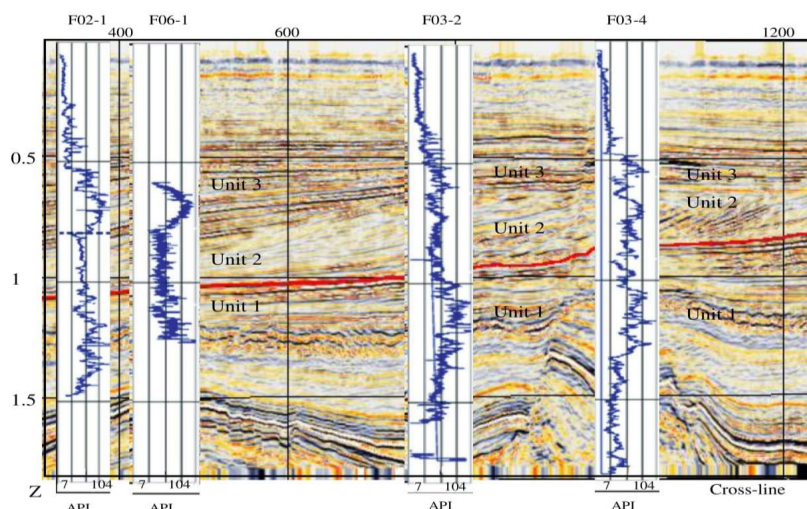 F02-1 F06-1 F03-2 F03-4
400 600 1200
0.5
Unit 3 Unit 3 Unit 3
Unit 2
Unit 2
Unit 2
1
Unit 1 Unit 1 Unit 1
1.5
Z 7 104 7 104 7 104 7 104 Cross-line
API API API API